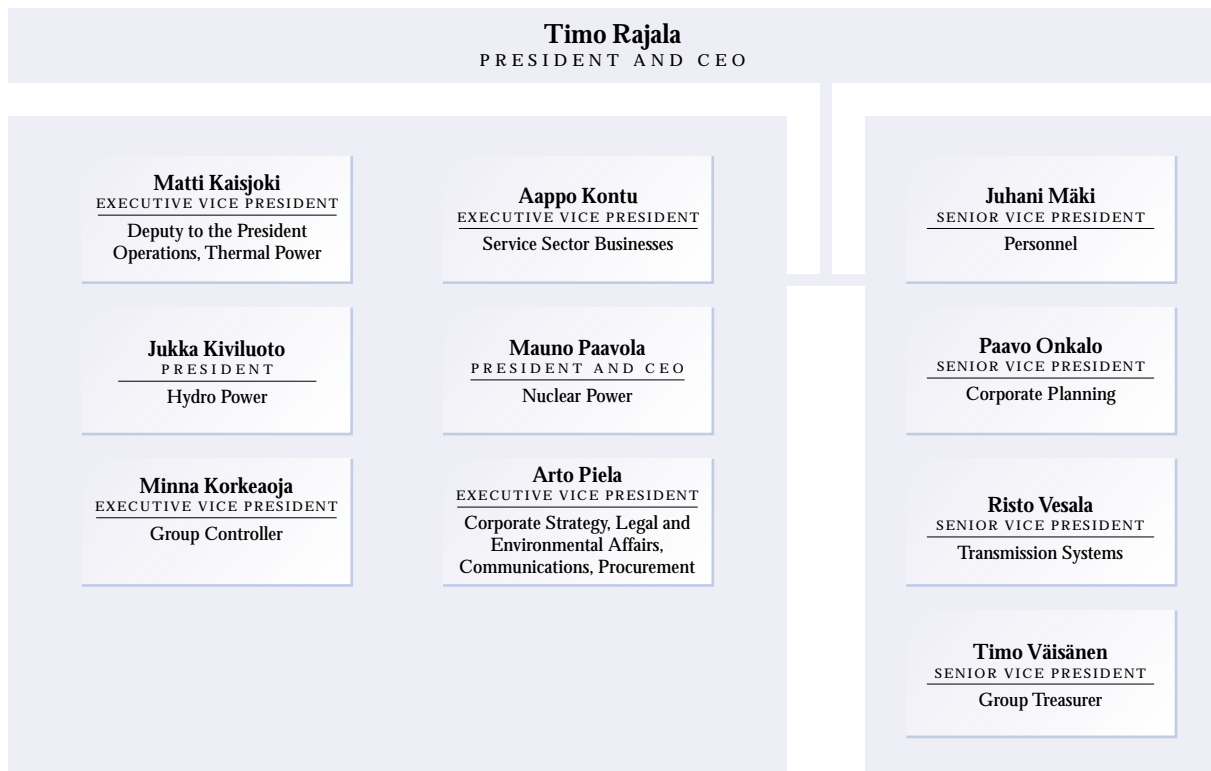 Timo Rajala
PRESIDENT AND CEO
Matti Kaisjoki
EXECUTIVE VICE PRESIDENT
Deputy to the President
Operations, Thermal Power
Aappo Kontu
EXECUTIVE VICE PRESIDENT
Service Sector Businesses
Juhani Mäki
SENIOR VICE PRESIDENT
Personnel
Jukka Kiviluoto
PRESIDENT
Hydro Power
Mauno Paavola
PRESIDENT AND CEO
Nuclear Power
Paavo Onkalo
SENIOR VICE PRESIDENT
Corporate Planning
Minna Korkeaoja
EXECUTIVE VICE PRESIDENT
Group Controller
Arto Piela
EXECUTIVE VICE PRESIDENT
Corporate Strategy, Legal and
Environmental Affairs,
Communications, Procurement
Risto Vesala
SENIOR VICE PRESIDENT
Transmission Systems
Timo Väisänen
SENIOR VICE PRESIDENT
Group Treasurer